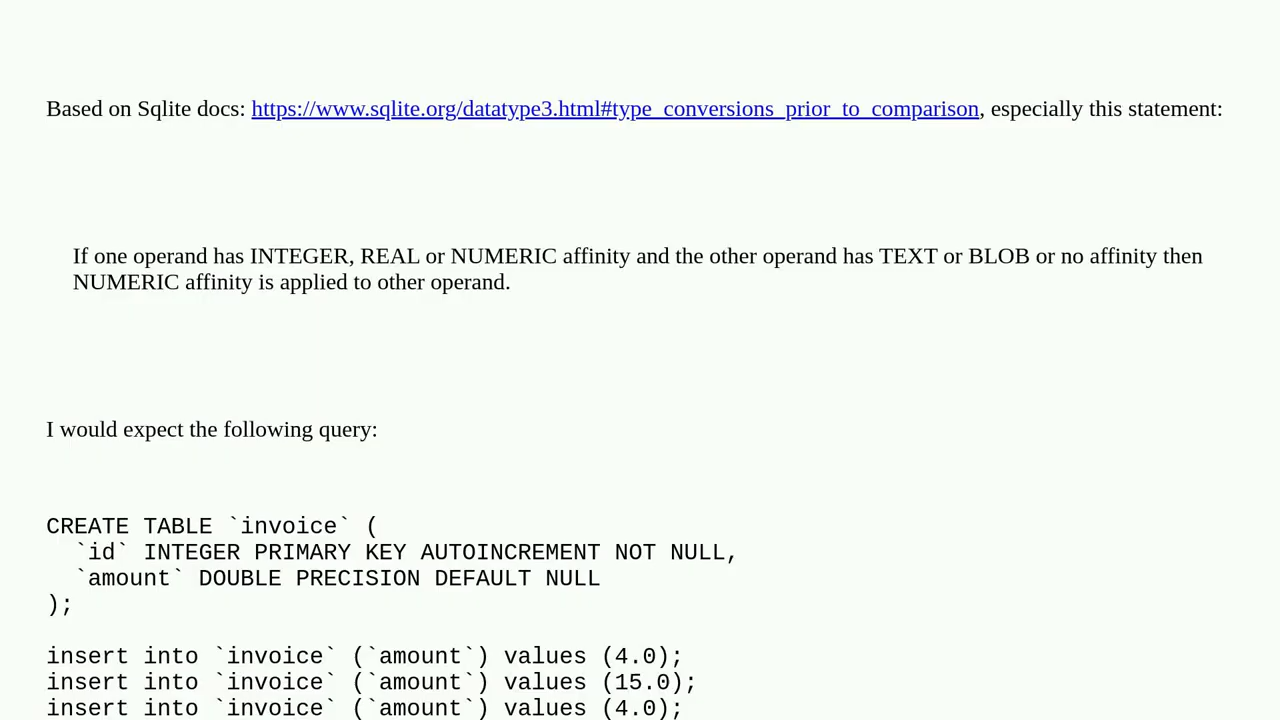 Based on Sqlite docs: https://www.sqlite.org/datatype3.html#type_conversions_prior_to_comparison, especially this statement:
If one operand has INTEGER, REAL or NUMERIC affinity and the other operand has TEXT or BLOB or no affinity then
NUMERIC affinity is applied to other operand.
I would expect the following query:
CREATE TABLE `invoice` (
  `id` INTEGER PRIMARY KEY AUTOINCREMENT NOT NULL,
  `amount` DOUBLE PRECISION DEFAULT NULL
);
insert into `invoice` (`amount`) values (4.0);
insert into `invoice` (`amount`) values (15.0);
insert into `invoice` (`amount`) values (4.0);